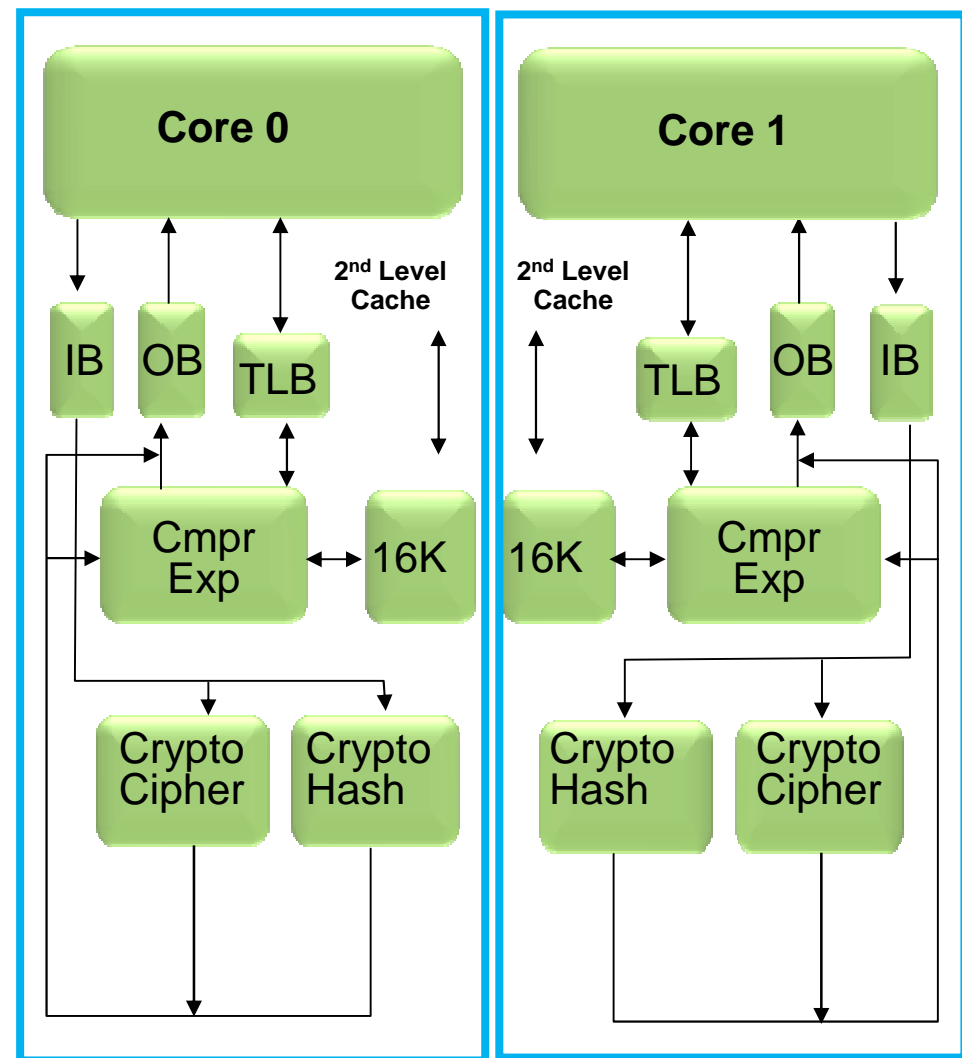 Core 0
2nd Level
Cache
IB
OB
TLB
Cmpr
Exp
16K
Crypto
Cipher
Crypto
Hash
Core 1
2nd Level
Cache
TLB
OB
IB
16K
Cmpr
Exp
Crypto
Hash
Crypto
Cipher